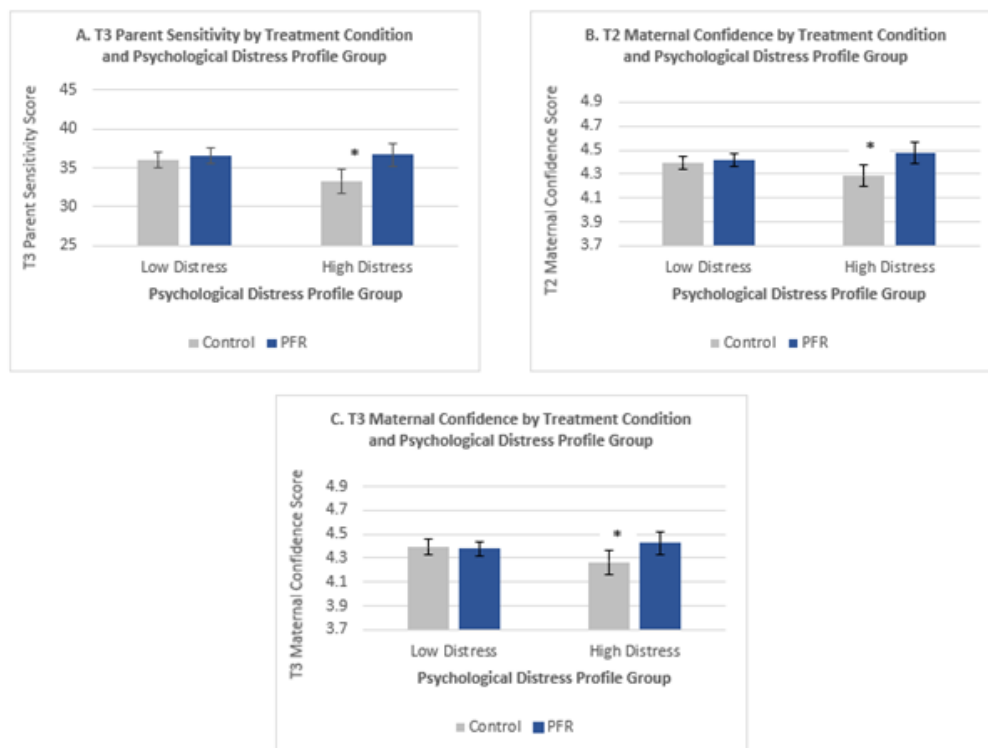 A. T3 Parent Sensitivity by Treatment Condition
and Psychological Distress Profile Group
T3 Parent Sensitivity Score
45
40
35
30
25
*
Low Distress
High Distress
Psychological Distress Profile Group
Control
PFR
B. T2 Maternal Confidence by Treatment Condition
and Psychological Distress Profile Group
T2 Maternal Confidence Score
4.9
4.7
4.5
4.3
4.1
3.9
3.7
*
Low Distress
High Distress
Psychological Distress Profile Group
Control
PFR
C. T3 Maternal Confidence by Treatment Condition
and Psychological Distress Profile Group
T3 Maternal Confidence Score
4.9
4.7
4.5
4.3
4.1
3.9
3.7
*
Low Distress
High Distress
Psychological Distress Profile Group
Control
PFR